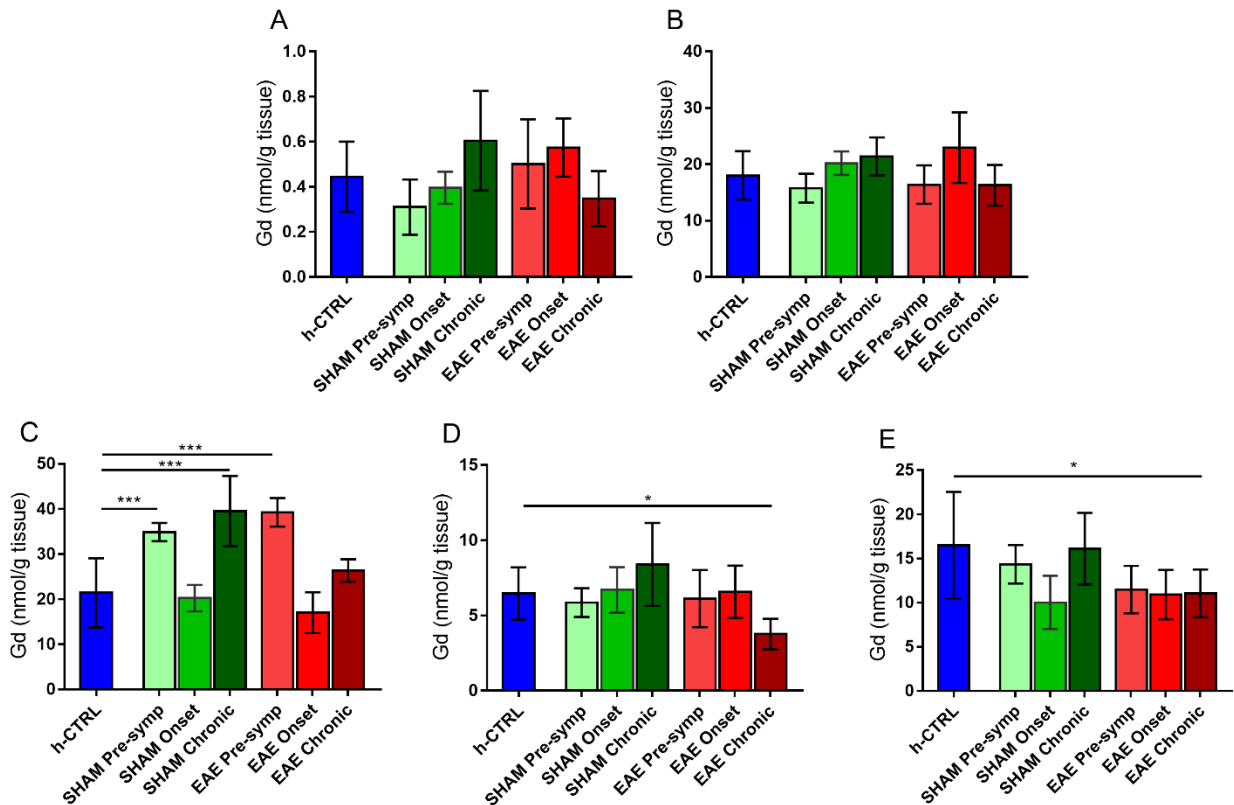 A
Gd (nmol/g tissue)
1.0
0.8
0.6
0.4
0.2
0.0
h-CTRL
SHAM Pre-symp
SHAM Onset
SHAM Chronic
EAE Pre-symp
EAE Onset
EAE Chronic
B
Gd (nmol/g tissue)
40
30
20
10
0
h-CTRL
SHAM Pre-symp
SHAM Onset
SHAM Chronic
EAE Pre-symp
EAE Onset
EAE Chronic
C
Gd (nmol/g tissue)
50
40
30
20
10
0
***
***
***
h-CTRL
SHAM Pre-symp
SHAM Onset
SHAM Chronic
EAE Pre-symp
EAE Onset
EAE Chronic
D
Gd (nmol/g tissue)
15
10
5
0
*
h-CTRL
SHAM Pre-symp
SHAM Onset
SHAM Chronic
EAE Pre-symp
EAE Onset
EAE Chronic
E
Gd (nmol/g tissue)
25
20
15
10
5
0
*
h-CTRL
SHAM Pre-symp
SHAM Onset
SHAM Chronic
EAE Pre-symp
EAE Onset
EAE Chronic